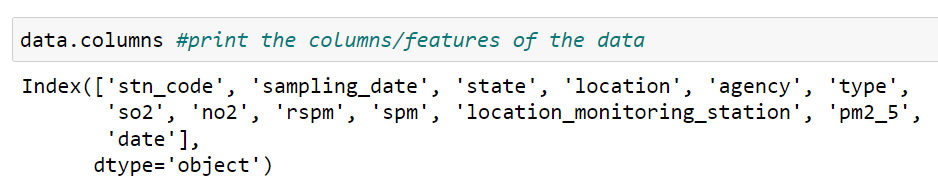 data.columns #print the columns/features of the data
Index(['stn_code', 'sampling_date', 'state', 'location', 'agency', 'type',
'so2', 'no2', 'rspm', 'spm', 'location_monitoring_station', 'pm2_5',
'date'],
dtype='object')